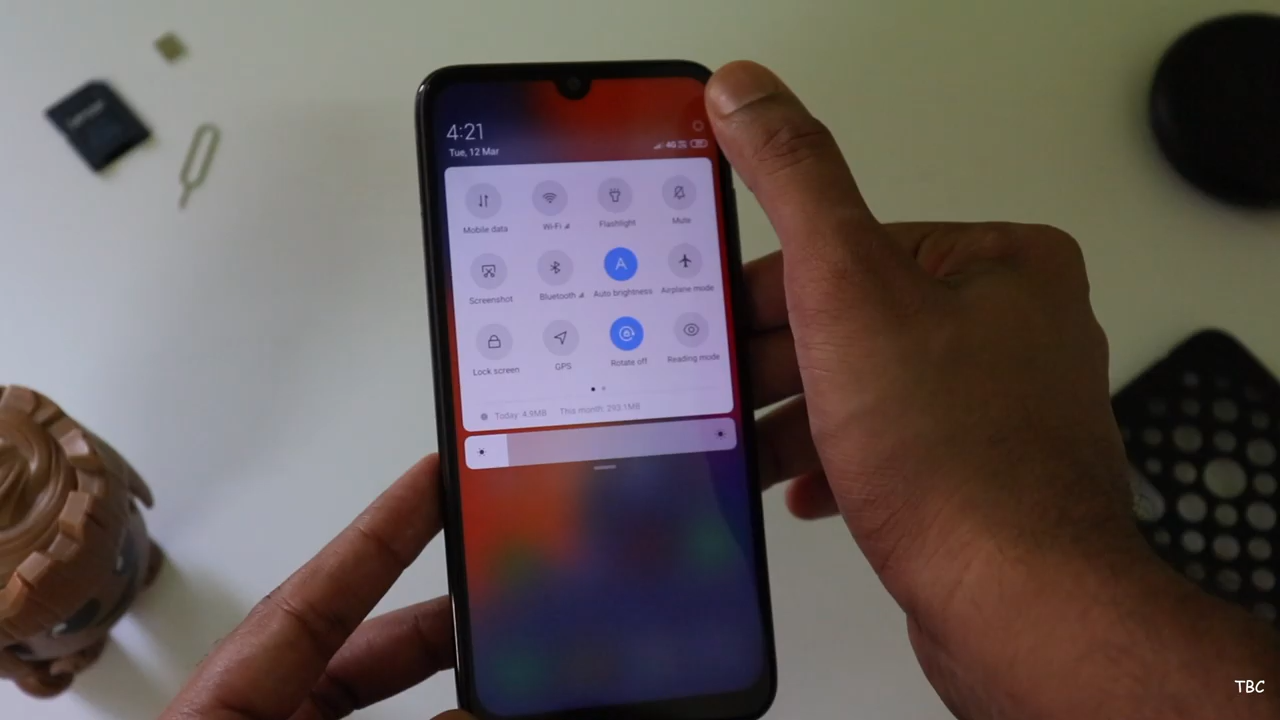 4:21
Tue, 12 Mar
4G
Mobile data
Wi-Fi
Flashlight
Mute
Screenshot
Bluetooth
Auto brightness
Airplane mode
Lock screen
GPS
Rotate off
Reading mode
Today: 4.9MB This month: 293.1MB
TBC